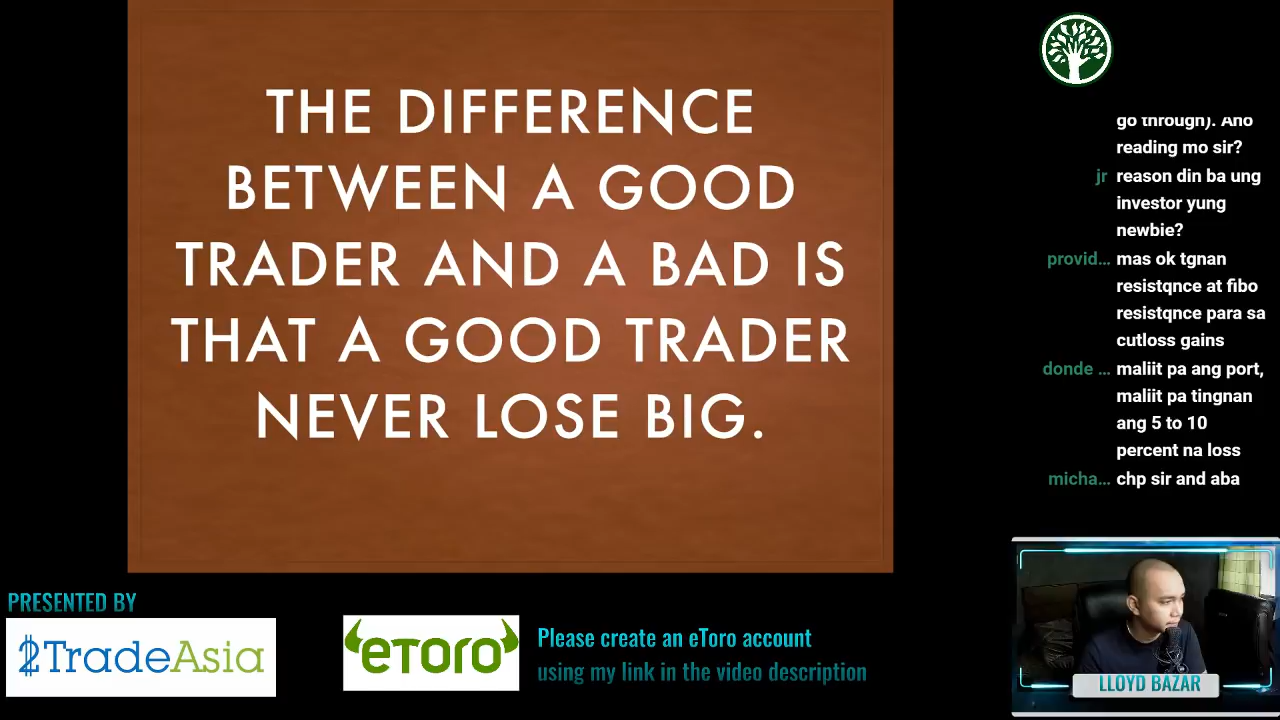 THE DIFFERENCE
BETWEEN A GOOD
TRADER AND A BAD IS
THAT A GOOD TRADER
NEVER LOSE BIG.
go through). Ano
reading mo sir?
jr reason din ba ung
investor yung
newbie?
provid... mas ok tgnan
resistqnce at fibo
resistqnce para sa
cutloss gains
donde ... maliit pa ang port,
maliit pa tingnan
ang 5 to 10
percent na loss
micha... chp sir and aba
PRESENTED BY
2TradeAsia
eToro
Please create an eToro account
using my link in the video description
LLOYD BAZAR